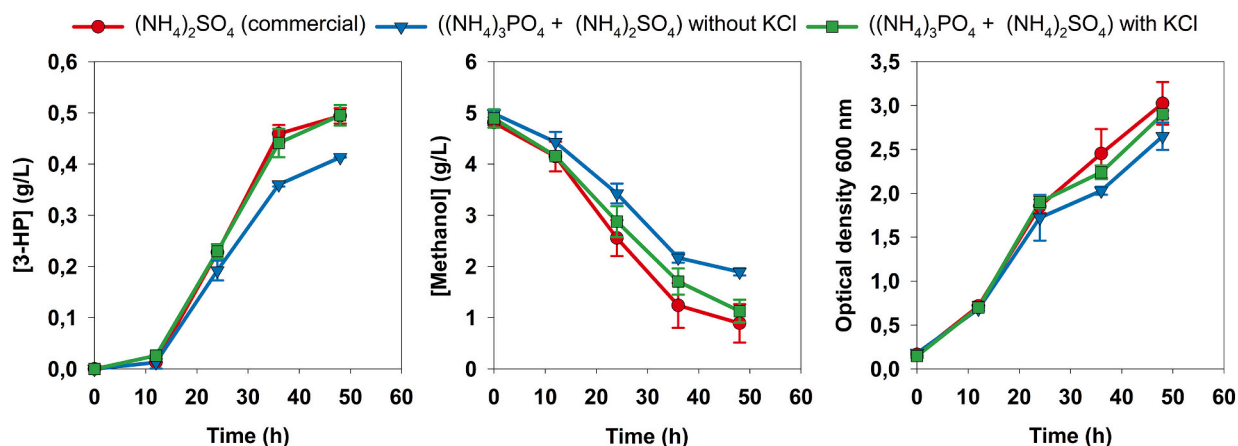 (NH4)2SO4 (commercial) ((NH4)3PO4 + (NH4)2SO4) without KCl ((NH4)3PO4 + (NH4)2SO4) with KCl
[3-HP] (g/L)
0,6
0,5
0,4
0,3
0,2
0,1
0,0
0 10 20 30 40 50 60
Time (h)
[Methanol] (g/L)
6
5
4
3
2
1
0
0 10 20 30 40 50 60
Time (h)
Optical density 600 nm
3,5
3,0
2,5
2,0
1,5
1,0
0,5
0,0
0 10 20 30 40 50 60
Time (h)